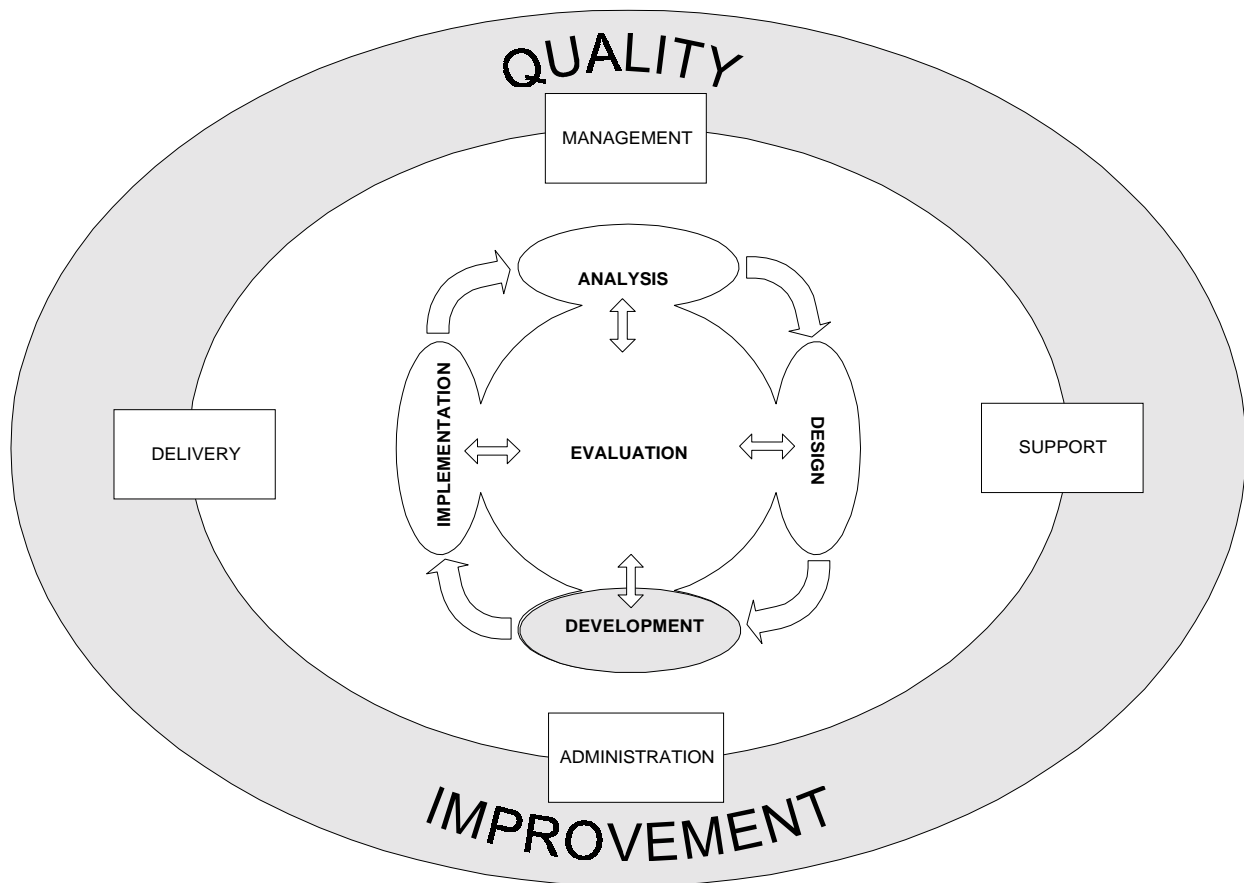 QUALITY
MANAGEMENT
ANALYSIS
IMPLEMENTATION
DELIVERY
EVALUATION
DESIGN
SUPPORT
DEVELOPMENT
ADMINISTRATION
IMPROVEMENT